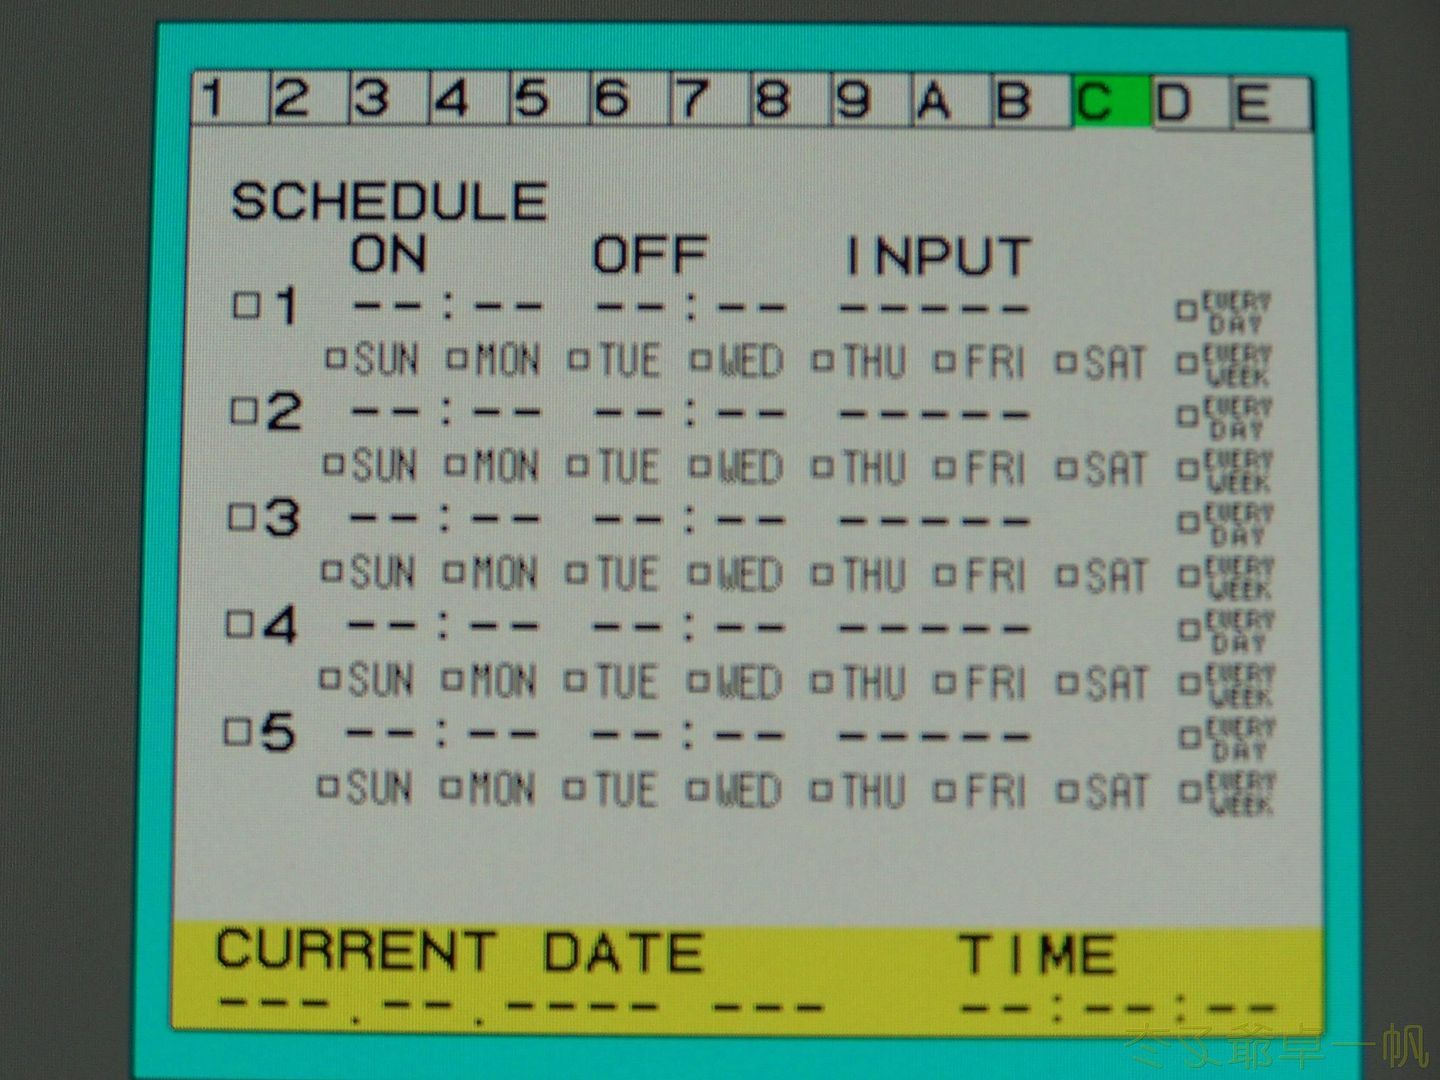 1 2 3 4 5 6 7 8 9 A B C D E
SCHEDULE
ON OFF INPUT
□1 --:-- --:-- ----- □EVERY DAY
□SUN □MON □TUE □WED □THU □FRI □SAT □EVERY WEEK
□2 --:-- --:-- ----- □EVERY DAY
□SUN □MON □TUE □WED □THU □FRI □SAT □EVERY WEEK
□3 --:-- --:-- ----- □EVERY DAY
□SUN □MON □TUE □WED □THU □FRI □SAT □EVERY WEEK
□4 --:-- --:-- ----- □EVERY DAY
□SUN □MON □TUE □WED □THU □FRI □SAT □EVERY WEEK
□5 --:-- --:-- ----- □EVERY DAY
□SUN □MON □TUE □WED □THU □FRI □SAT □EVERY WEEK
CURRENT DATE TIME
---.--.---- --- --:--:--
爺卓一帆